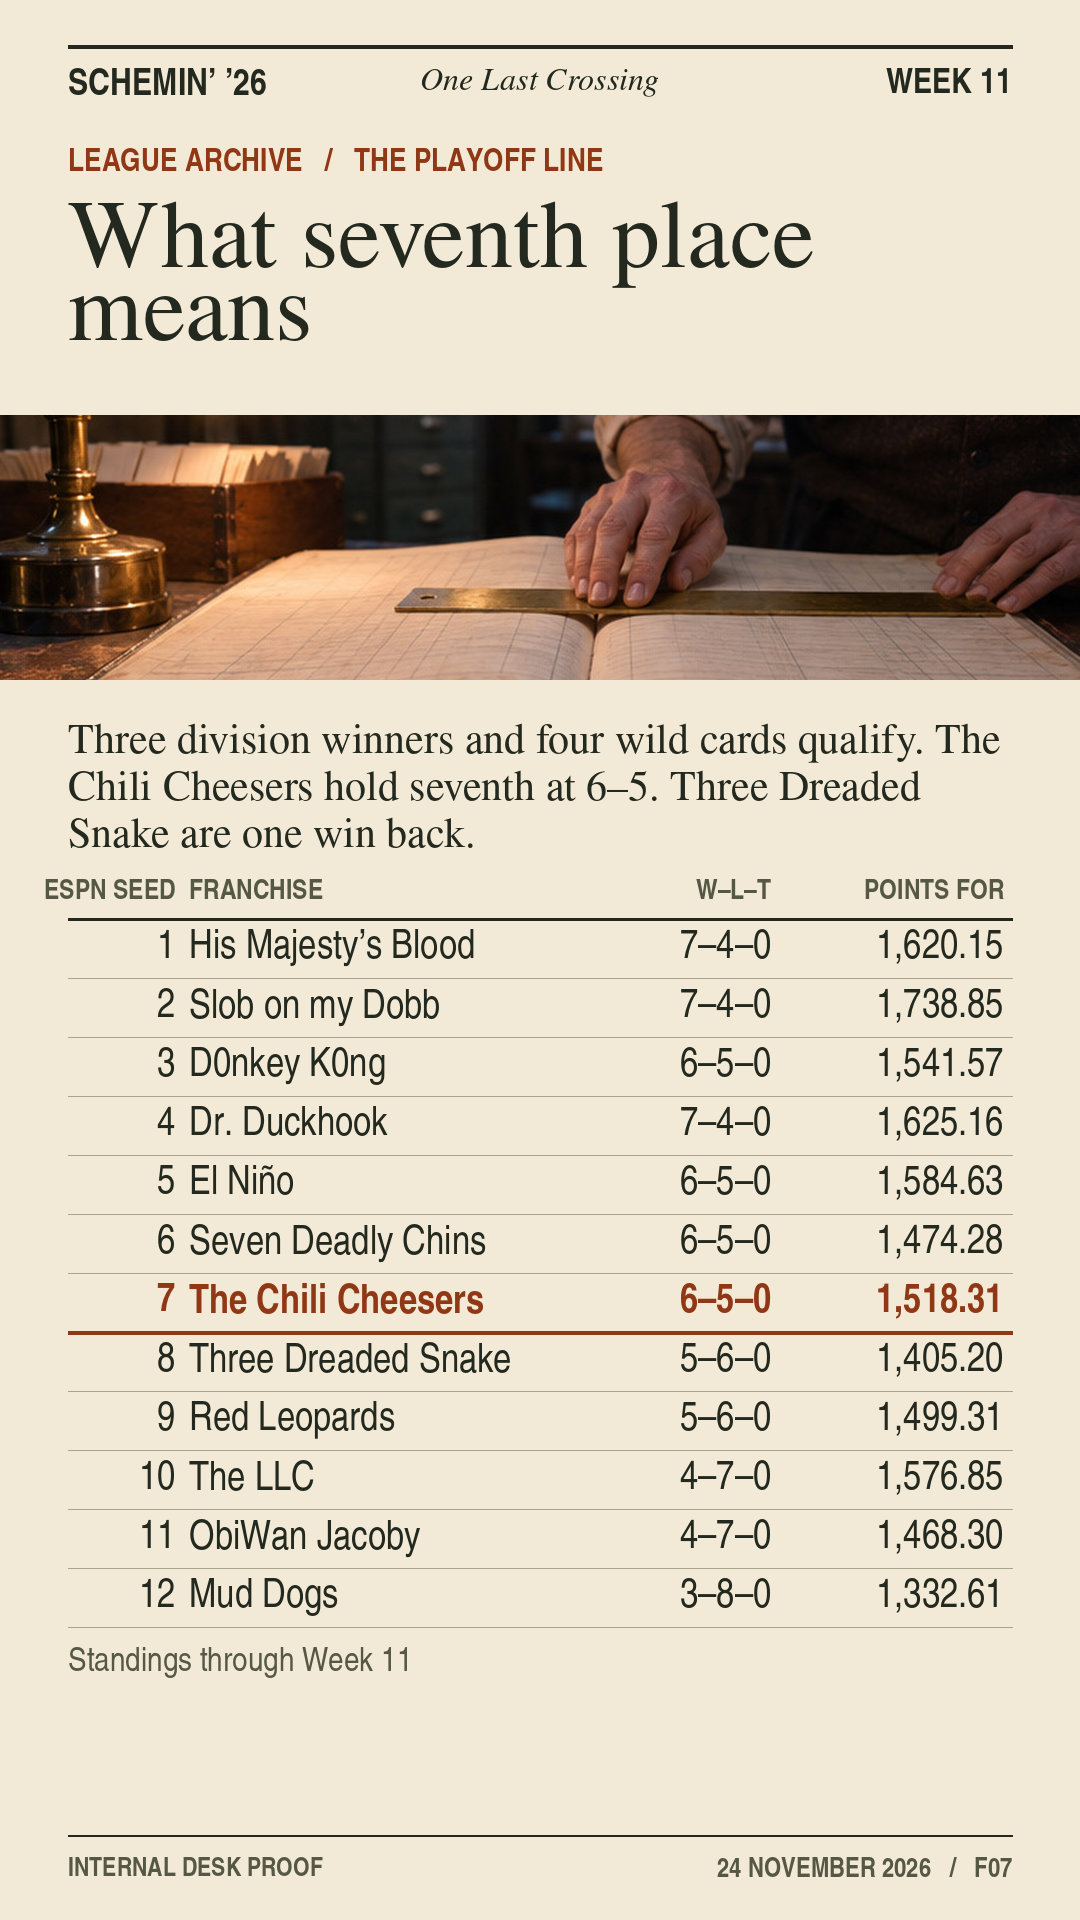 SCHEMIN’ ’26 One Last Crossing WEEK 11
LEAGUE ARCHIVE / THE PLAYOFF LINE
What seventh place
means
Three division winners and four wild cards qualify. The
Chili Cheesers hold seventh at 6–5. Three Dreaded
Snake are one win back.
ESPN SEED FRANCHISE W–L–T POINTS FOR
1 His Majesty’s Blood 7–4–0 1,620.15
2 Slob on my Dobb 7–4–0 1,738.85
3 D0nkey K0ng 6–5–0 1,541.57
4 Dr. Duckhook 7–4–0 1,625.16
5 El Niño 6–5–0 1,584.63
6 Seven Deadly Chins 6–5–0 1,474.28
7 The Chili Cheesers 6–5–0 1,518.31
8 Three Dreaded Snake 5–6–0 1,405.20
9 Red Leopards 5–6–0 1,499.31
10 The LLC 4–7–0 1,576.85
11 ObiWan Jacoby 4–7–0 1,468.30
12 Mud Dogs 3–8–0 1,332.61
Standings through Week 11
INTERNAL DESK PROOF 24 NOVEMBER 2026 / F07